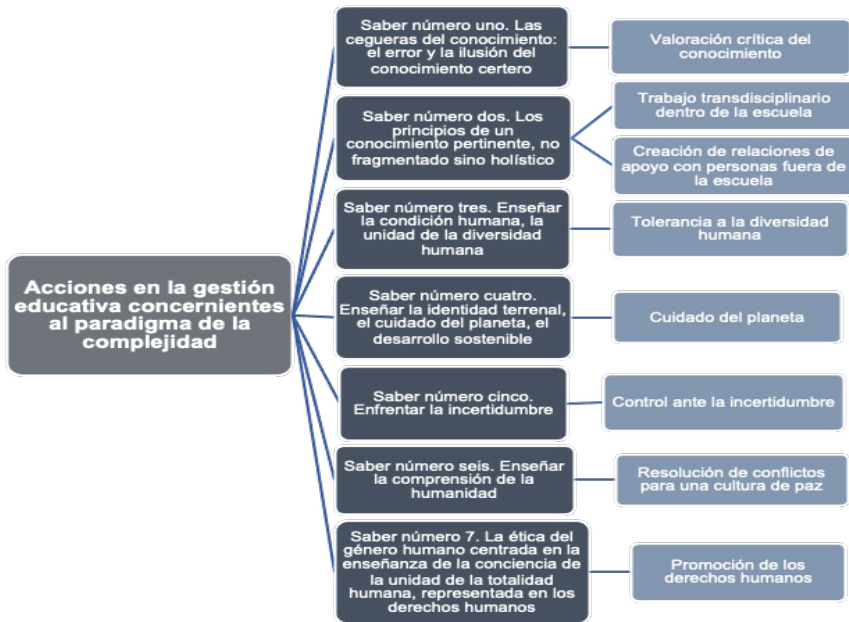 Acciones en la gestión
educativa concernientes
al paradigma de la
complejidad
Saber número uno. Las
cegueras del conocimiento:
el error y la ilusión del
conocimiento certero
Valoración crítica del
conocimiento
Saber número dos. Los
principios de un
conocimiento pertinente, no
fragmentado sino holístico
Trabajo transdisciplinario
dentro de la escuela
Creación de relaciones de
apoyo con personas fuera de
la escuela
Saber número tres. Enseñar
la condición humana, la
unidad de la diversidad
humana
Tolerancia a la diversidad
humana
Saber número cuatro.
Enseñar la identidad terrenal,
el cuidado del planeta, el
desarrollo sostenible
Cuidado del planeta
Saber número cinco.
Enfrentar la incertidumbre
Control ante la incertidumbre
Saber número seis. Enseñar
la comprensión de la
humanidad
Resolución de conflictos
para una cultura de paz
Saber número 7. La ética del
género humano centrada en la
enseñanza de la conciencia de
la unidad de la totalidad
humana, representada en los
derechos humanos
Promoción de los
derechos humanos